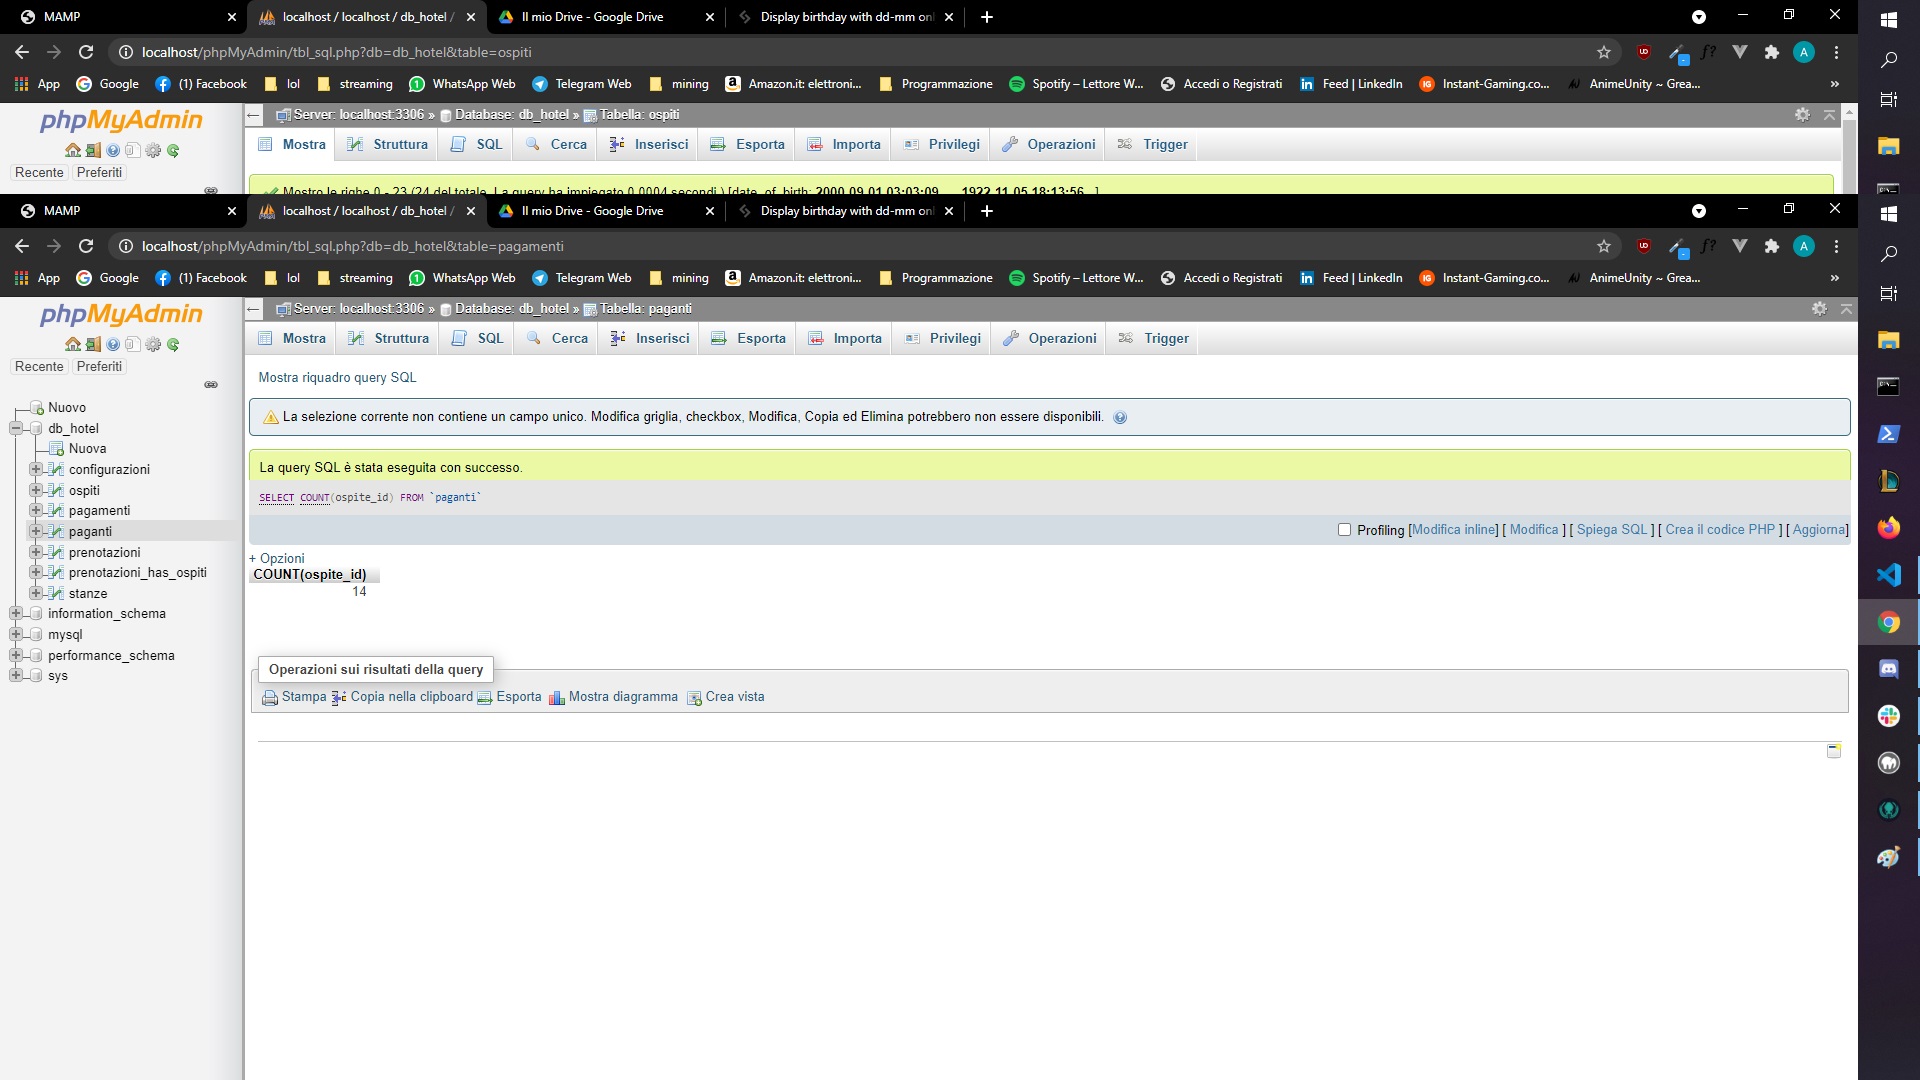 MAMP
localhost / localhost / db_hotel /
Il mio Drive - Google Drive
Display birthday with dd-mm onl
localhost/phpMyAdmin/tbl_sql.php?db=db_hotel&table=ospiti
App
Google
(1) Facebook
lol
streaming
WhatsApp Web
Telegram Web
mining
Amazon.it: elettroni...
Programmazione
Spotify – Lettore W...
Accedi o Registrati
Feed | LinkedIn
Instant-Gaming.co...
AnimeUnity ~ Grea...
»
phpMyAdmin
Recente
Preferiti
Server: localhost:3306 » Database: db_hotel » Tabella: ospiti
Mostra
Struttura
SQL
Cerca
Inserisci
Esporta
Importa
Privilegi
Operazioni
Trigger
Mostro le righe 0 - 23 (24 del totale, La query ha impiegato 0,0004 secondi.) [date_of_birth: 2000-09-01 03:03:09... - 1922-11-05 18:13:56...]
MAMP
localhost / localhost / db_hotel /
Il mio Drive - Google Drive
Display birthday with dd-mm onl
localhost/phpMyAdmin/tbl_sql.php?db=db_hotel&table=pagamenti
App
Google
(1) Facebook
lol
streaming
WhatsApp Web
Telegram Web
mining
Amazon.it: elettroni...
Programmazione
Spotify – Lettore W...
Accedi o Registrati
Feed | LinkedIn
Instant-Gaming.co...
AnimeUnity ~ Grea...
»
phpMyAdmin
Recente
Preferiti
Nuovo
db_hotel
Nuova
configurazioni
ospiti
pagamenti
paganti
prenotazioni
prenotazioni_has_ospiti
stanze
information_schema
mysql
performance_schema
sys
Server: localhost:3306 » Database: db_hotel » Tabella: paganti
Mostra
Struttura
SQL
Cerca
Inserisci
Esporta
Importa
Privilegi
Operazioni
Trigger
Mostra riquadro query SQL
La selezione corrente non contiene un campo unico. Modifica griglia, checkbox, Modifica, Copia ed Elimina potrebbero non essere disponibili.
La query SQL è stata eseguita con successo.
SELECT COUNT(ospite_id) FROM `paganti`
Profiling [Modifica inline] [ Modifica ] [ Spiega SQL ] [ Crea il codice PHP ] [ Aggiorna]
+ Opzioni
COUNT(ospite_id)
14
Operazioni sui risultati della query
Stampa
Copia nella clipboard
Esporta
Mostra diagramma
Crea vista